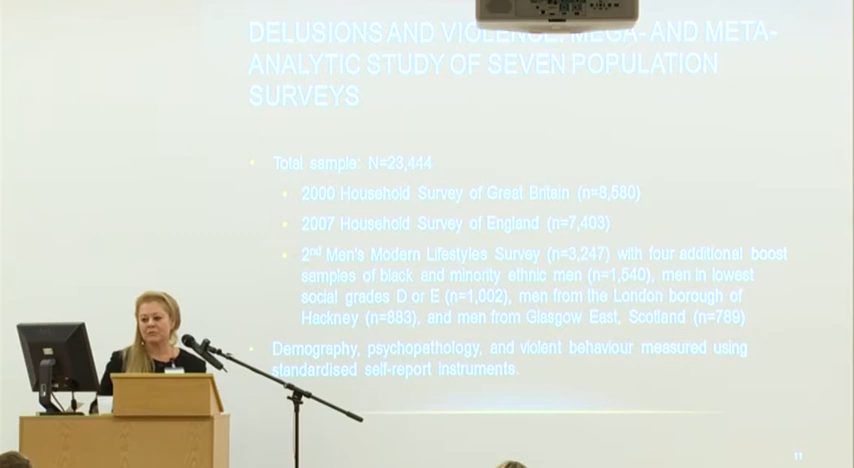 DELUSIONS AND VIOLENCE: MEGA- AND META-
ANALYTIC STUDY OF SEVEN POPULATION
SURVEYS
• Total sample: N=23,444
• 2000 Household Survey of Great Britain (n=8,580)
• 2007 Household Survey of England (n=7,403)
• 2nd Men's Modern Lifestyles Survey (n=3,247) with four additional boost
samples of black and minority ethnic men (n=1,540), men in lowest
social grades D or E (n=1,002), men from the London borough of
Hackney (n=883), and men from Glasgow East, Scotland (n=789)
• Demography, psychopathology, and violent behaviour measured using
standardised self-report instruments.
11